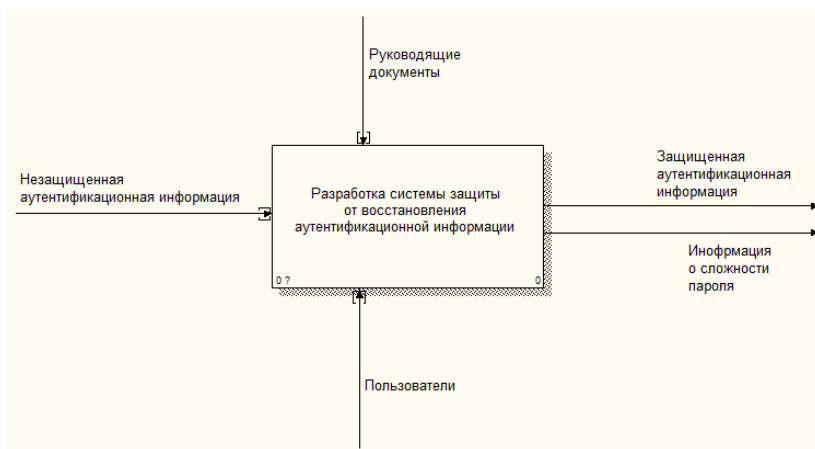 Руководящие
документы
Незащищенная
аутентификационная информация
Разработка системы защиты
от восстановления
аутентификационной информации
0 ?
0
Защищенная
аутентификационная
информация
Инофрмация
о сложности
пароля
Пользователи